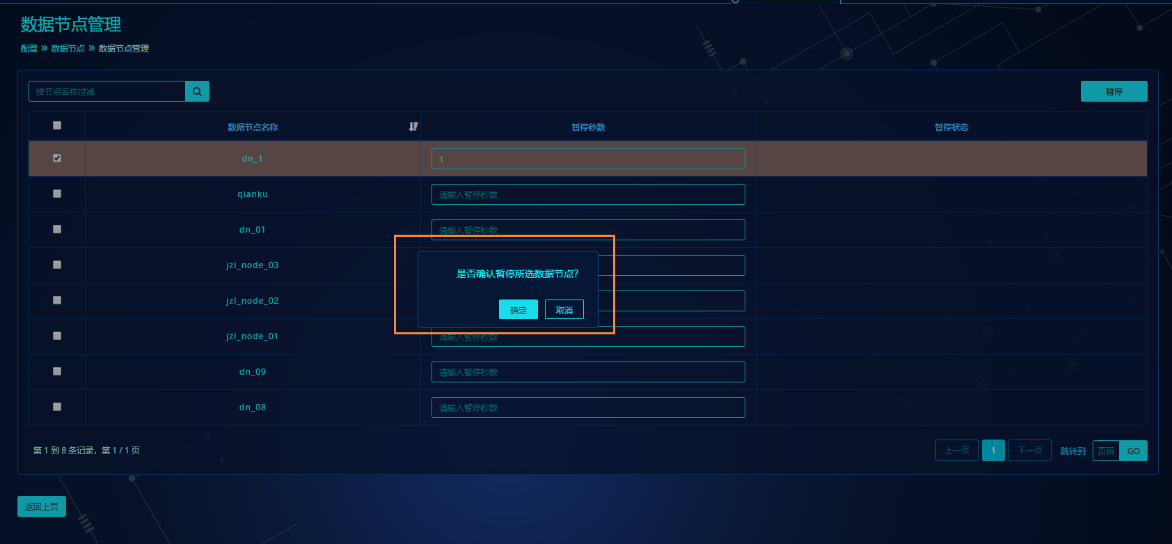 数据节点管理
配置 » 数据节点 » 数据节点管理
按节点名称过滤
暂停
数据节点名称 暂停秒数 暂停状态
dn_1 1
qianku 请输入暂停秒数
dn_01 请输入暂停秒数
jzl_node_03
是否确认暂停所选数据节点?
jzl_node_02
确定 取消
jzl_node_01 请输入暂停秒数
dn_09 请输入暂停秒数
dn_08 请输入暂停秒数
第 1 到 8 条记录，第 1 / 1 页 上一页 1 下一页 跳转到 页码 GO
返回上页